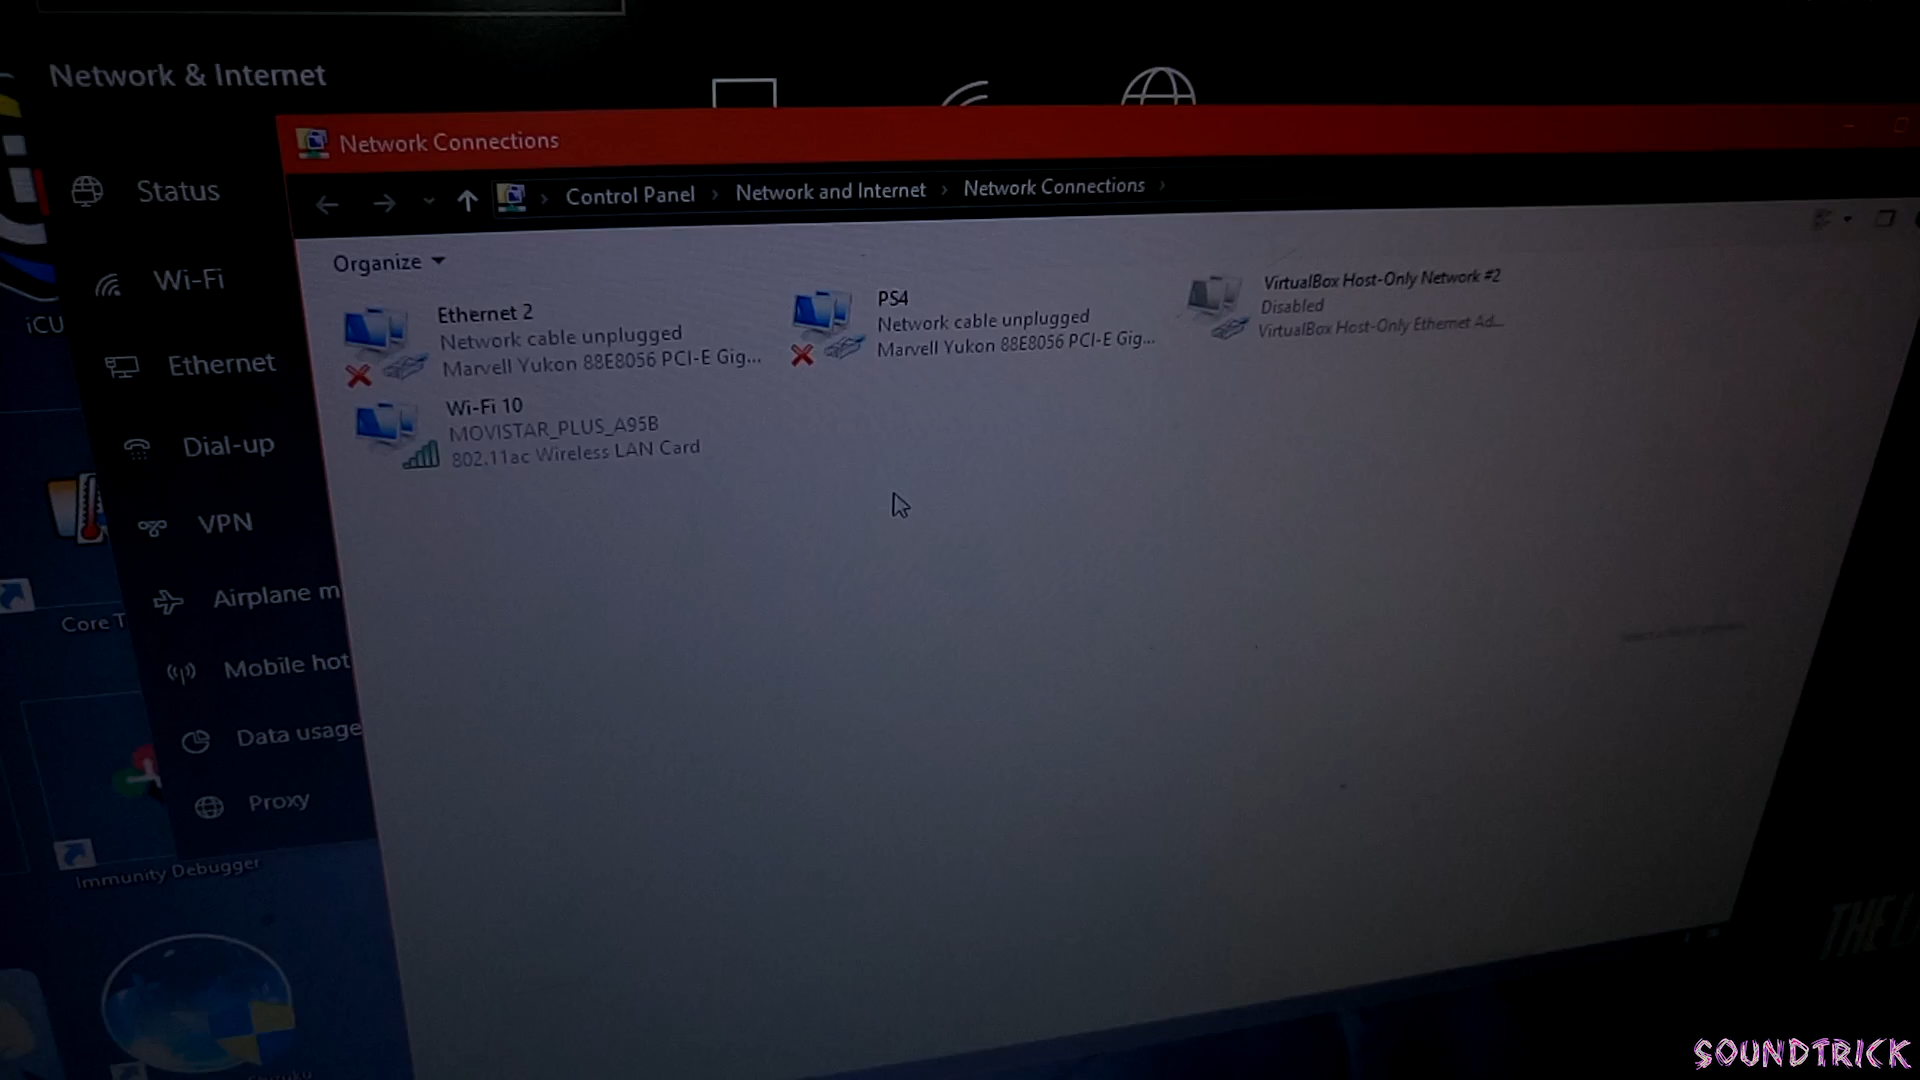 Network & Internet
Network Connections
Control Panel > Network and Internet > Network Connections >
Status
Wi-Fi
Ethernet
Dial-up
VPN
Airplane m
Mobile hot
Data usage
Proxy
Organize
Ethernet 2
Network cable unplugged
Marvell Yukon 88E8056 PCI-E Gig...
PS4
Network cable unplugged
Marvell Yukon 88E8056 PCI-E Gig...
VirtualBox Host-Only Network #2
Disabled
VirtualBox Host-Only Ethernet Ad...
Wi-Fi 10
MOVISTAR_PLUS_A95B
802.11ac Wireless LAN Card
iCU
Core T
Immunity Debugger
THE
SOUNDTRICK